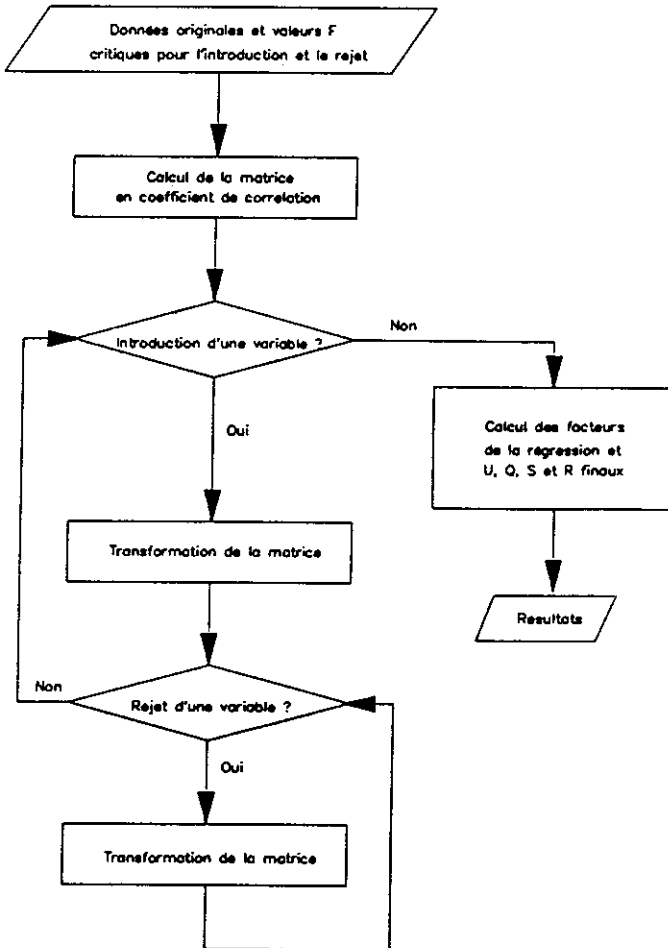 Données originales et valeurs F
critiques pour l'introduction et le rejet
Calcul de la matrice
en coefficient de correlation
Introduction d'une variable ?
Non
Oui
Calcul des facteurs
de la régression et
U, Q, S et R finaux
Transformation de la matrice
Resultats
Non
Rejet d'une variable ?
Oui
Transformation de la matrice